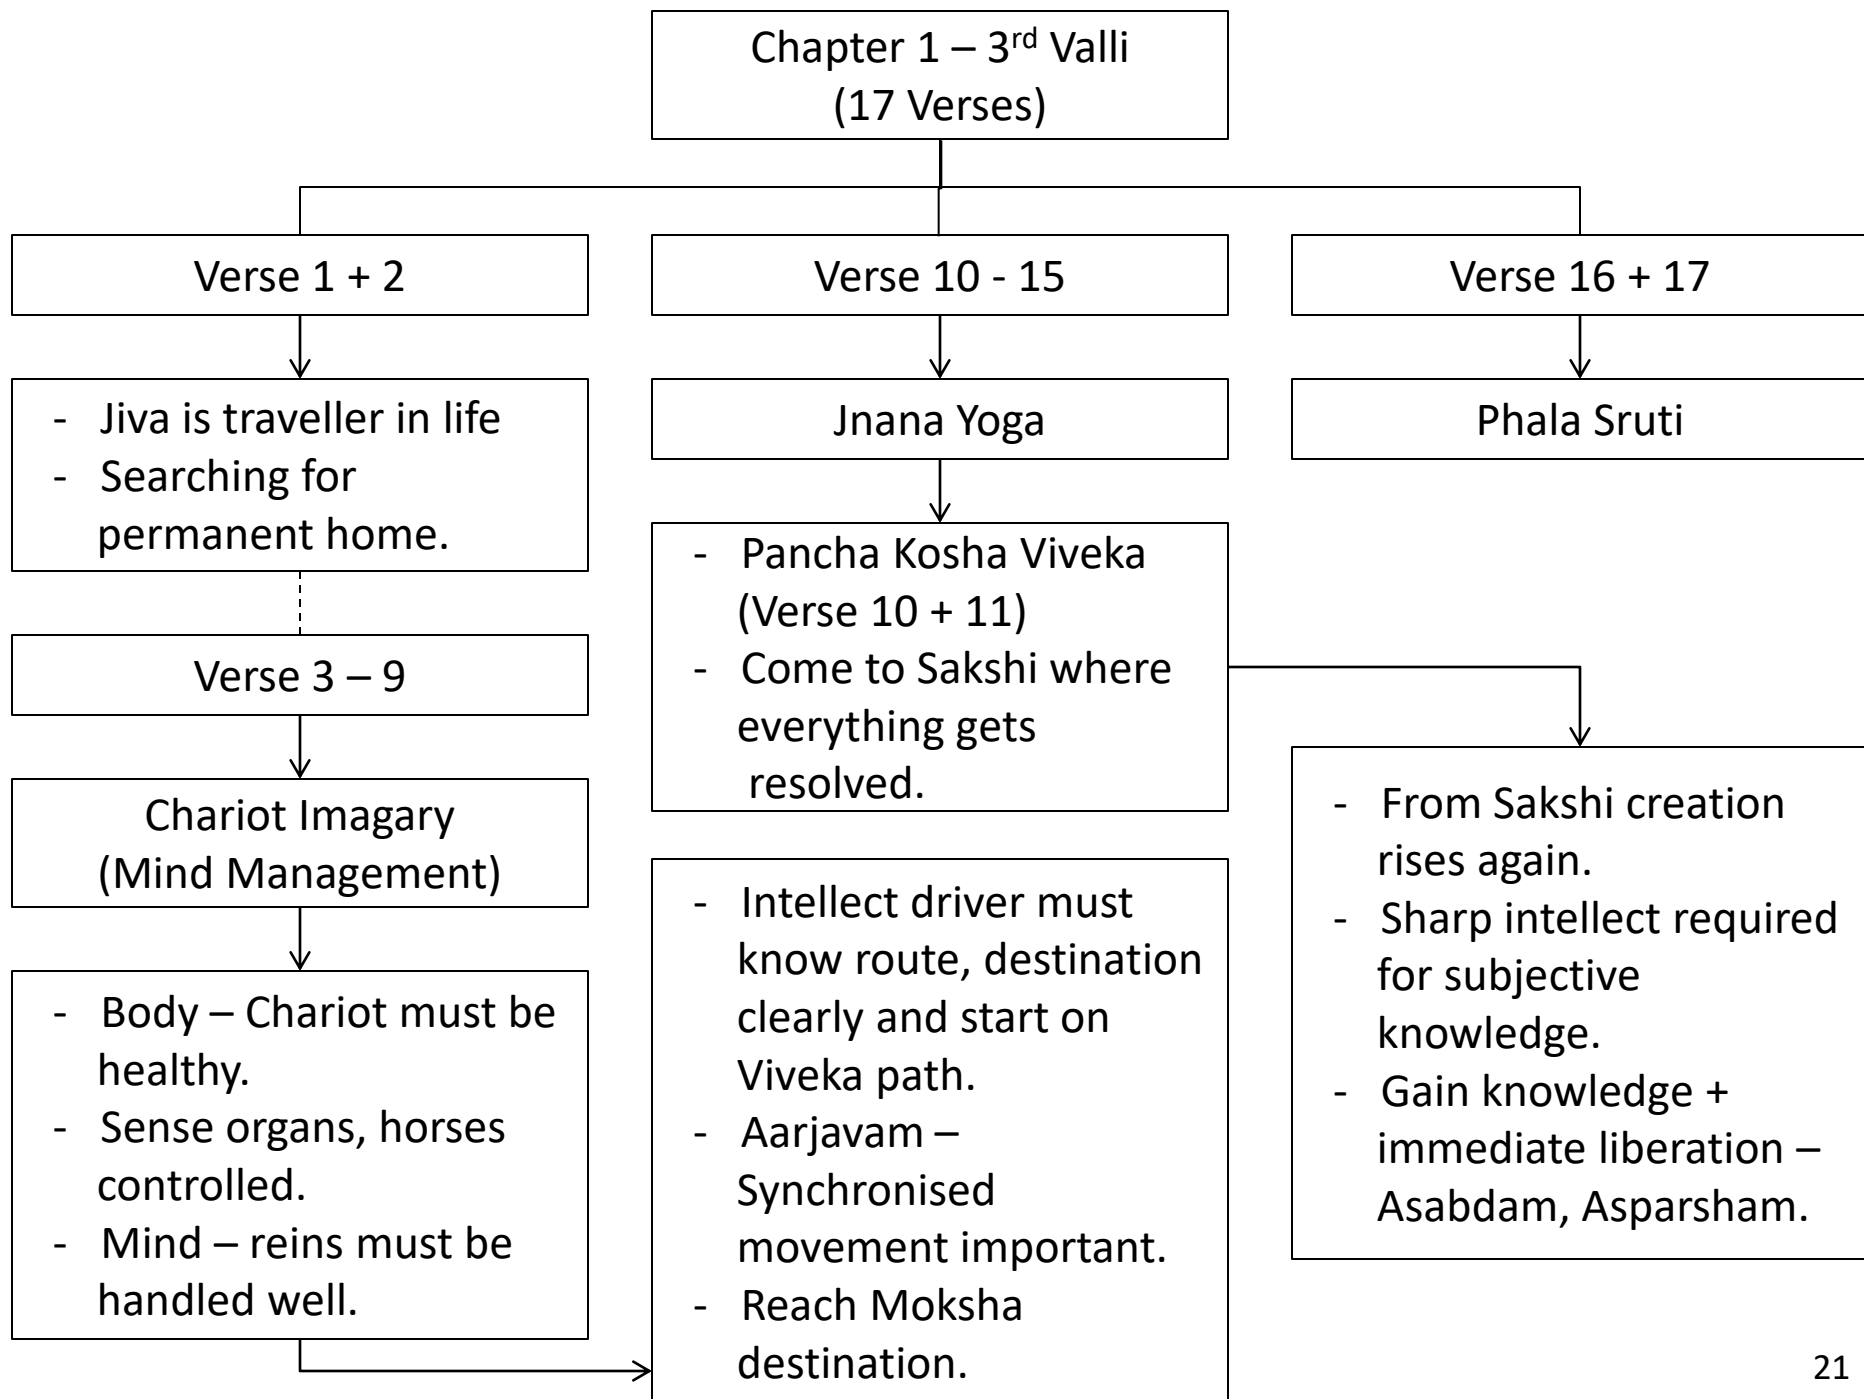 Chapter 1 – 3rd Valli
(17 Verses)
Verse 1 + 2
- Jiva is traveller in life
- Searching for
permanent home.
Verse 3 – 9
Chariot Imagary
(Mind Management)
- Body – Chariot must be
healthy.
- Sense organs, horses
controlled.
- Mind – reins must be
handled well.
- Intellect driver must
know route, destination
clearly and start on
Viveka path.
- Aarjavam –
Synchronised
movement important.
- Reach Moksha
destination.
Verse 10 - 15
Jnana Yoga
- Pancha Kosha Viveka
(Verse 10 + 11)
- Come to Sakshi where
everything gets
resolved.
- From Sakshi creation
rises again.
- Sharp intellect required
for subjective
knowledge.
- Gain knowledge +
immediate liberation –
Asabdam, Asparsham.
Verse 16 + 17
Phala Sruti
21